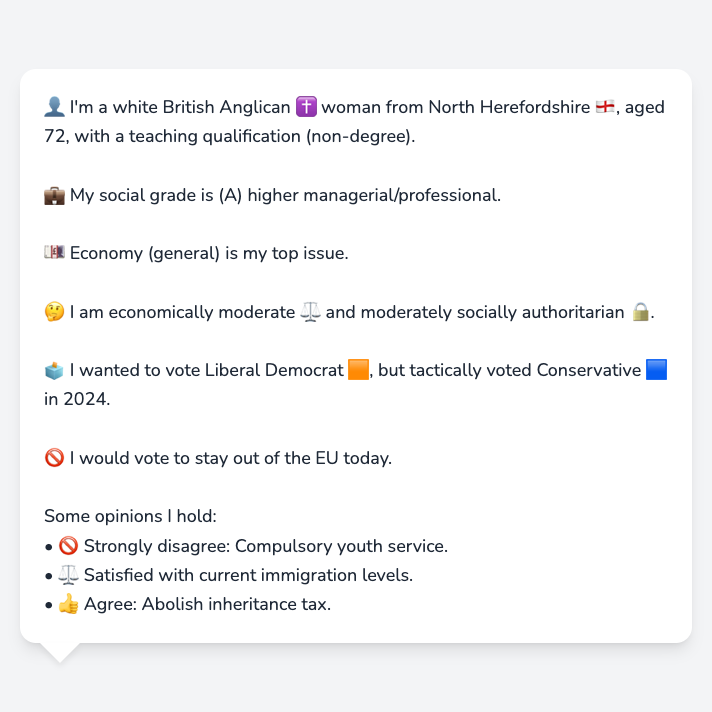 👤 I'm a white British Anglican ✝️ woman from North Herefordshire 🏴󠁧󠁢󠁥󠁮󠁧󠁿, aged
72, with a teaching qualification (non-degree).
💼 My social grade is (A) higher managerial/professional.
💷 Economy (general) is my top issue.
🤔 I am economically moderate ⚖️ and moderately socially authoritarian 🔒.
🗳️ I wanted to vote Liberal Democrat 🟧, but tactically voted Conservative 🟦
in 2024.
🚫 I would vote to stay out of the EU today.
Some opinions I hold:
• 🚫 Strongly disagree: Compulsory youth service.
• ⚖️ Satisfied with current immigration levels.
• 👍 Agree: Abolish inheritance tax.